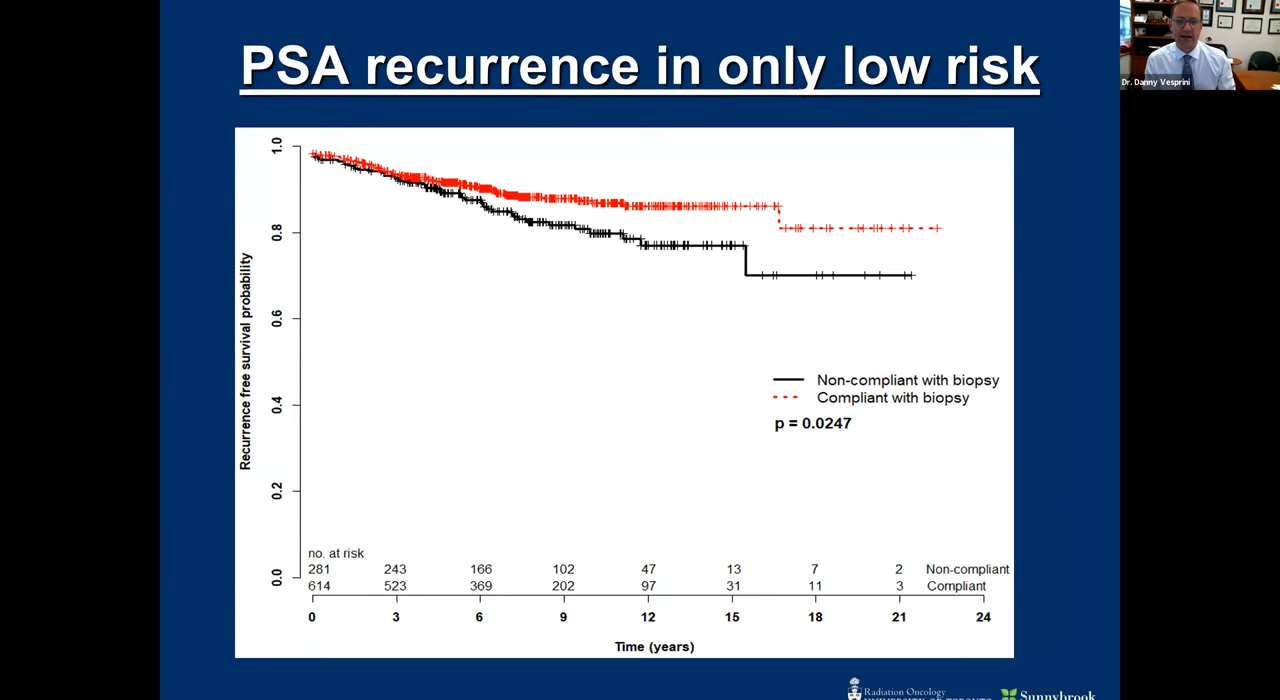 PSA recurrence in only low risk
Dr. Danny Vesprini
Recurrence free survival probability
1.0
0.8
0.6
0.4
0.2
0.0
Non-compliant with biopsy
Compliant with biopsy
p = 0.0247
no. at risk
281 243 166 102 47 13 7 2 Non-compliant
614 523 369 202 97 31 11 3 Compliant
0 3 6 9 12 15 18 21 24
Time (years)
Radiation Oncology
UNIVERSITY OF TORONTO
Sunnybrook